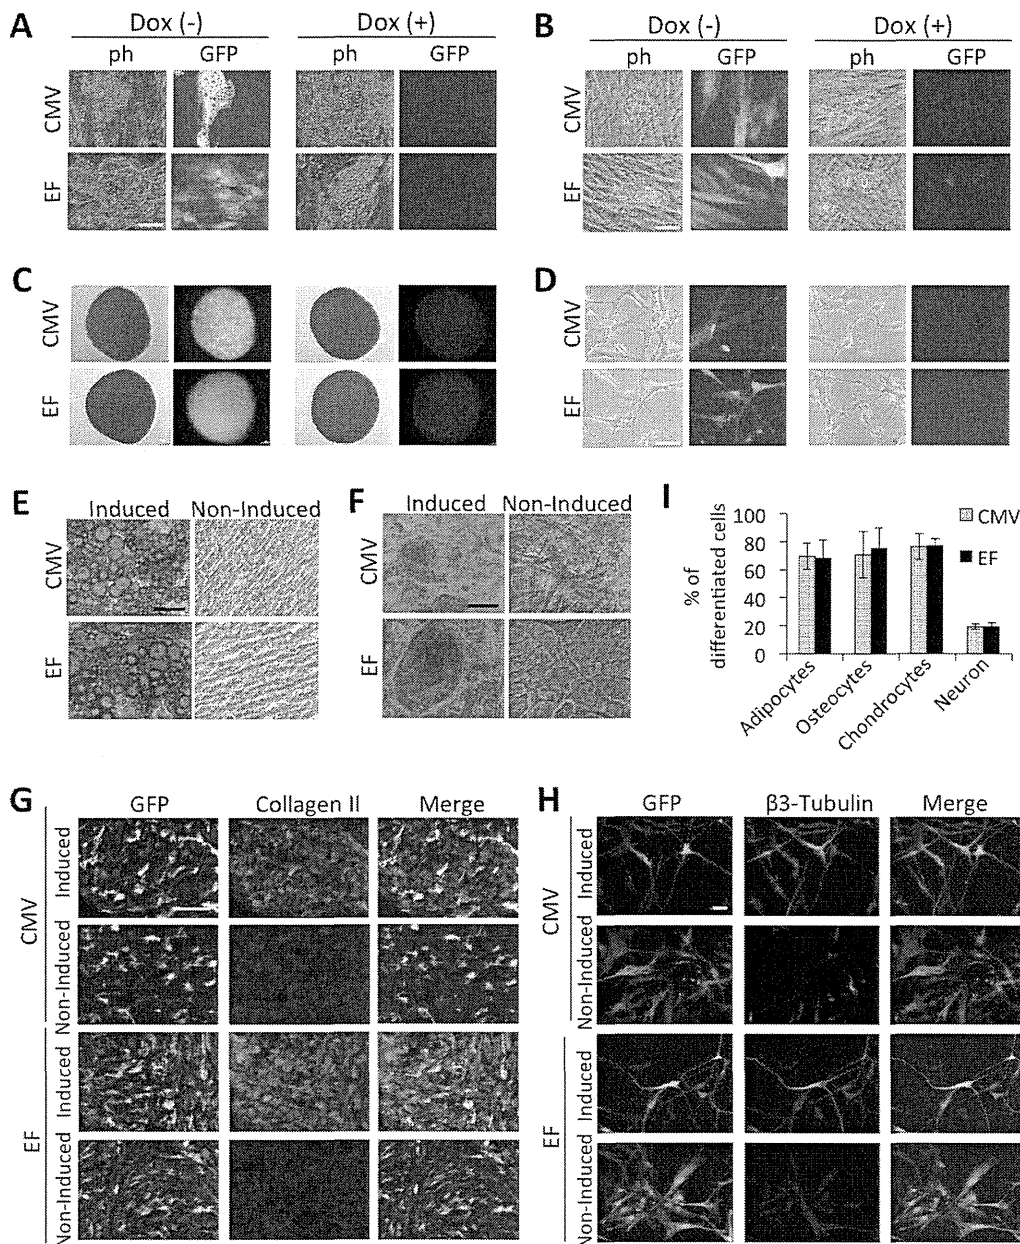 A
Dox (-)
Dox (+)
ph
GFP
ph
GFP
CMV
EF
B
Dox (-)
Dox (+)
ph
GFP
ph
GFP
CMV
EF
C
CMV
EF
D
CMV
EF
E
Induced
Non-Induced
CMV
EF
F
Induced
Non-Induced
CMV
EF
I
% of
differentiated cells
100
80
60
40
20
0
CMV
EF
Adipocytes
Osteocytes
Chondrocytes
Neuron
G
GFP
Collagen II
Merge
CMV
Induced
Non-Induced
EF
Induced
Non-Induced
H
GFP
β3-Tubulin
Merge
CMV
Induced
Non-Induced
EF
Induced
Non-Induced